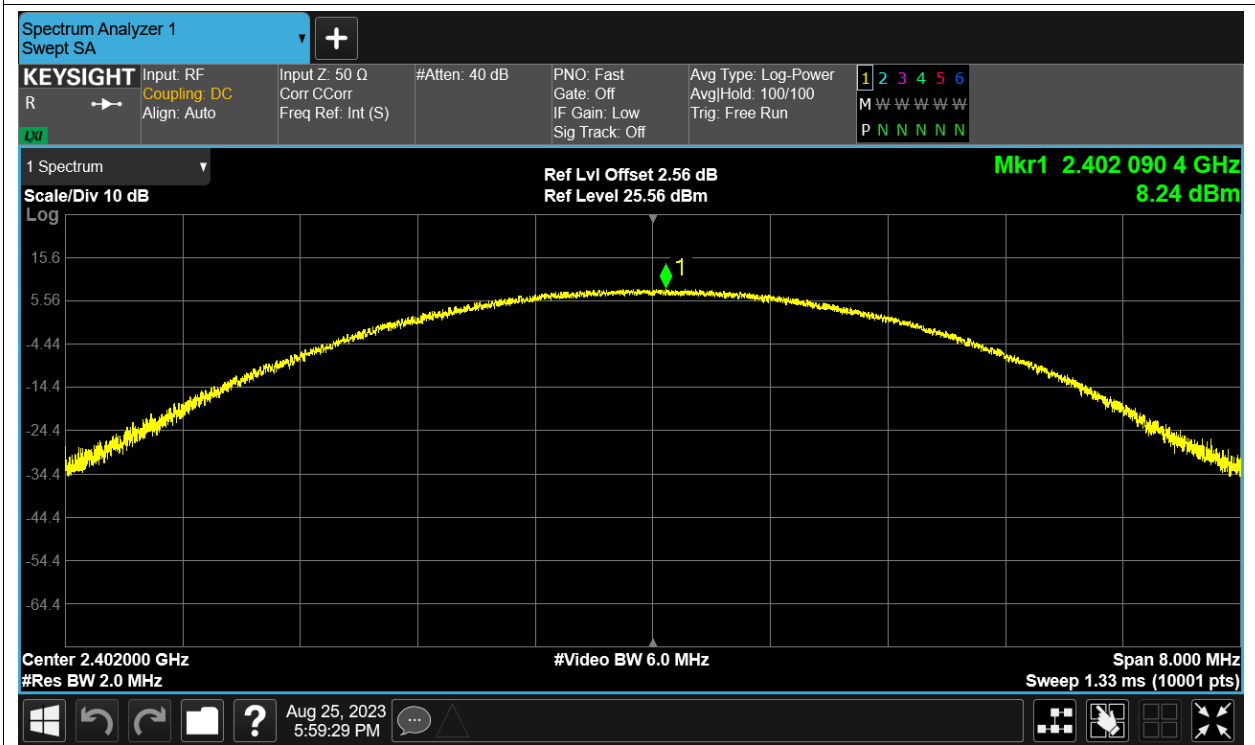 Spectrum Analyzer 1
Swept SA
KEYSIGHT
R
LXI
Input: RF
Coupling: DC
Align: Auto
Input Z: 50 Ω
Corr CCorr
Freq Ref: Int (S)
#Atten: 40 dB
PNO: Fast
Gate: Off
IF Gain: Low
Sig Track: Off
Avg Type: Log-Power
Avg|Hold: 100/100
Trig: Free Run
1 2 3 4 5 6
M W W W W W
P N N N N N
1 Spectrum
Scale/Div 10 dB
Log
Ref Lvl Offset 2.56 dB
Ref Level 25.56 dBm
Mkr1 2.402 090 4 GHz
8.24 dBm
1
15.6
5.56
-4.44
-14.4
-24.4
-34.4
-44.4
-54.4
-64.4
Center 2.402000 GHz
#Res BW 2.0 MHz
#Video BW 6.0 MHz
Span 8.000 MHz
Sweep 1.33 ms (10001 pts)
?
Aug 25, 2023
5:59:29 PM